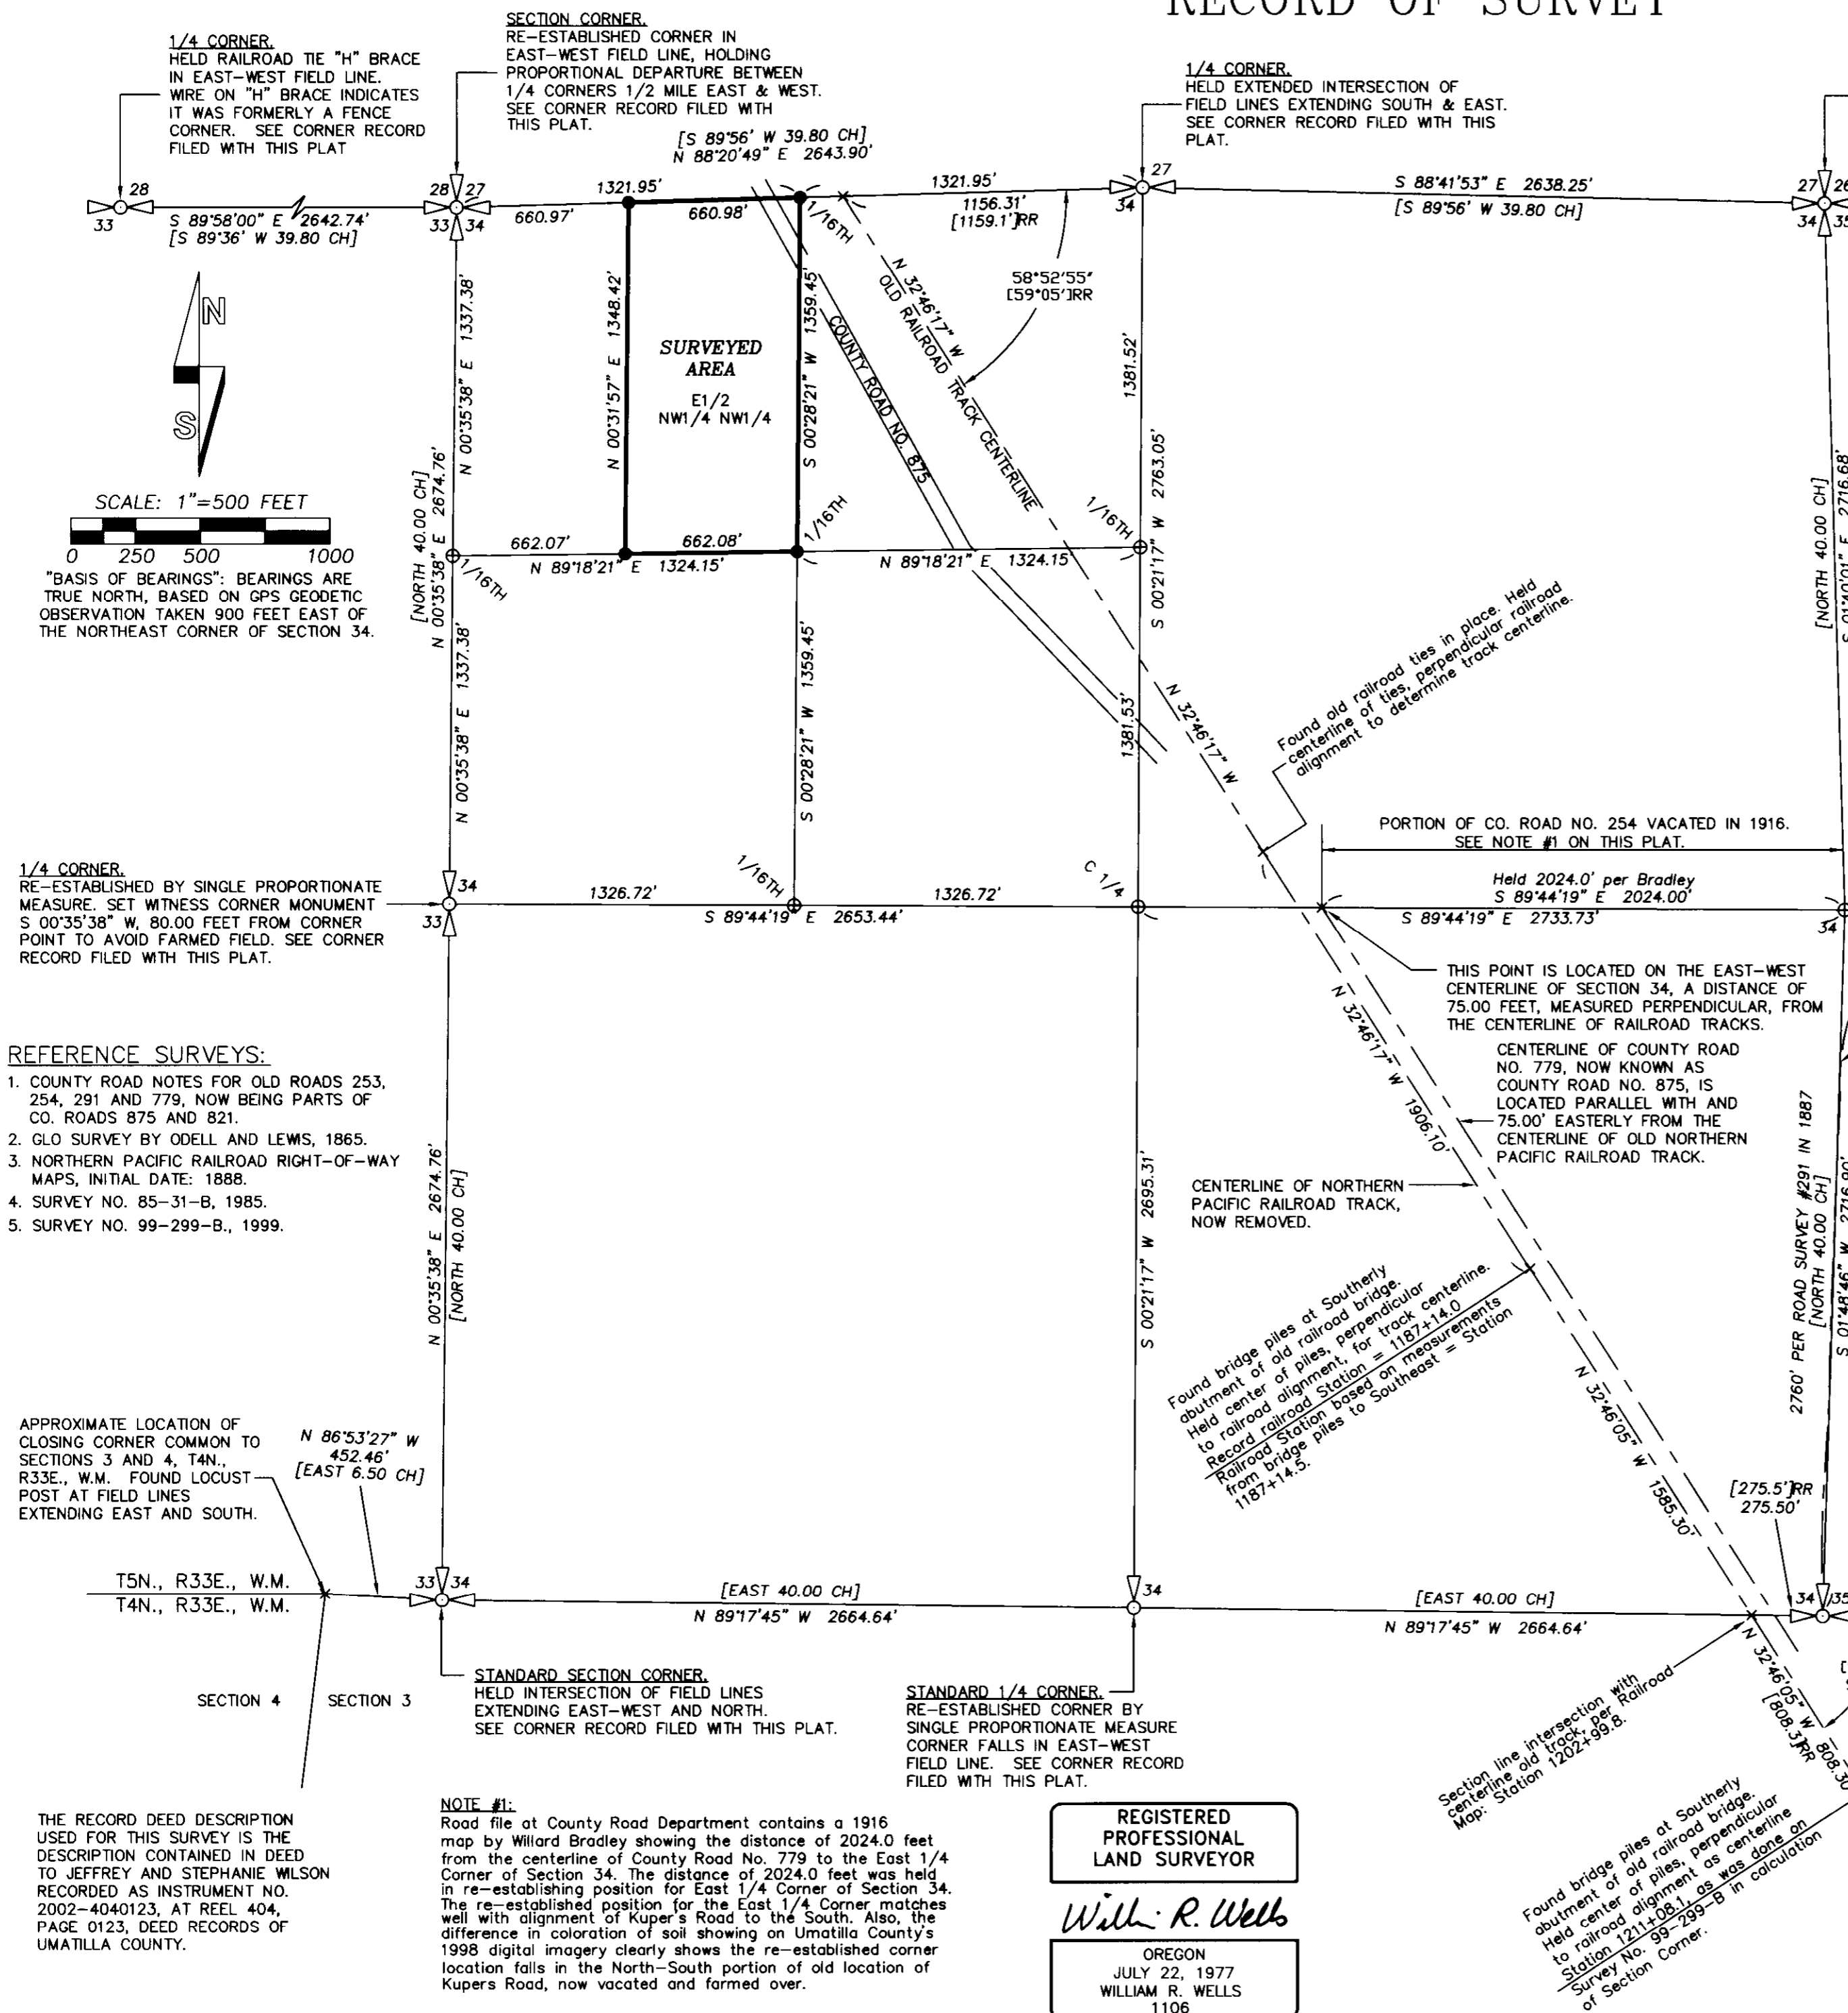 RECORD OF SURVEY
1/4 CORNER.
HELD RAILROAD TIE "H" BRACE
IN EAST-WEST FIELD LINE.
WIRE ON "H" BRACE INDICATES
IT WAS FORMERLY A FENCE
CORNER. SEE CORNER RECORD
FILED WITH THIS PLAT
SECTION CORNER.
RE-ESTABLISHED CORNER IN
EAST-WEST FIELD LINE, HOLDING
PROPORTIONAL DEPARTURE BETWEEN
1/4 CORNERS 1/2 MILE EAST & WEST.
SEE CORNER RECORD FILED WITH
THIS PLAT.
1/4 CORNER.
HELD EXTENDED INTERSECTION OF
FIELD LINES EXTENDING SOUTH & EAST.
SEE CORNER RECORD FILED WITH THIS
PLAT.
[S 89°56' W 39.80 CH]
N 88°20'49" E 2643.90'
28
33
S 89°58'00" E 2642.74'
[S 89°36' W 39.80 CH]
28 27
33 34
1321.95'
660.97'
660.98'
1/16TH
1321.95'
1156.31'
[1159.1']RR
27
34
S 88°41'53" E 2638.25'
[S 89°56' W 39.80 CH]
27 26
34 35
58°52'55"
[59°05']RR
N 32°46'17" W
OLD RAILROAD TRACK CENTERLINE
COUNTY ROAD NO. 875
N 00°35'38" E 1337.38'
N 00°31'57" E 1348.42'
S 00°28'21" W 1359.45'
1381.52'
SURVEYED
AREA
E1/2
NW1/4 NW1/4
N
S
SCALE: 1"=500 FEET
0 250 500 1000
"BASIS OF BEARINGS": BEARINGS ARE
TRUE NORTH, BASED ON GPS GEODETIC
OBSERVATION TAKEN 900 FEET EAST OF
THE NORTHEAST CORNER OF SECTION 34.
[NORTH 40.00 CH]
N 00°35'38" E 2674.76'
1/16TH
662.07'
662.08'
N 89°18'21" E 1324.15'
1/16TH
N 89°18'21" E 1324.15'
1/16TH
S 00°21'17" W 2763.05'
[NORTH 40.00 CH]
S 01°40'01" E 2716.68'
N 00°35'38" E 1337.38'
S 00°28'21" W 1359.45'
1381.53'
N 32°46'17" W
Found old railroad ties in place. Held
centerline of ties, perpendicular railroad
alignment to determine track centerline.
PORTION OF CO. ROAD NO. 254 VACATED IN 1916.
SEE NOTE #1 ON THIS PLAT.
1/4 CORNER.
RE-ESTABLISHED BY SINGLE PROPORTIONATE
MEASURE. SET WITNESS CORNER MONUMENT
S 00°35'38" W, 80.00 FEET FROM CORNER
POINT TO AVOID FARMED FIELD. SEE CORNER
RECORD FILED WITH THIS PLAT.
34
33
1326.72'
1/16TH
1326.72'
S 89°44'19" E 2653.44'
C 1/4
Held 2024.0' per Bradley
S 89°44'19" E 2024.00'
S 89°44'19" E 2733.73'
34
THIS POINT IS LOCATED ON THE EAST-WEST
CENTERLINE OF SECTION 34, A DISTANCE OF
75.00 FEET, MEASURED PERPENDICULAR, FROM
THE CENTERLINE OF RAILROAD TRACKS.
CENTERLINE OF COUNTY ROAD
NO. 779, NOW KNOWN AS
COUNTY ROAD NO. 875, IS
LOCATED PARALLEL WITH AND
75.00' EASTERLY FROM THE
CENTERLINE OF OLD NORTHERN
PACIFIC RAILROAD TRACK.
N 32°46'17" W 1906.10'
REFERENCE SURVEYS:
1. COUNTY ROAD NOTES FOR OLD ROADS 253,
254, 291 AND 779, NOW BEING PARTS OF
CO. ROADS 875 AND 821.
2. GLO SURVEY BY ODELL AND LEWIS, 1865.
3. NORTHERN PACIFIC RAILROAD RIGHT-OF-WAY
MAPS, INITIAL DATE: 1888.
4. SURVEY NO. 85-31-B, 1985.
5. SURVEY NO. 99-299-B., 1999.
N 00°35'38" E 2674.76'
[NORTH 40.00 CH]
S 00°21'17" W 2695.31'
CENTERLINE OF NORTHERN
PACIFIC RAILROAD TRACK,
NOW REMOVED.
2760' PER ROAD SURVEY #291 IN 1887
[NORTH 40.00 CH]
S 01°48'46" W 2716.90'
Found bridge piles at Southerly
abutment of old railroad bridge.
Held center of piles, perpendicular
to railroad alignment, for track centerline.
Record railroad Station = 1187+14.0
Railroad Station based on measurements
from bridge piles to Southeast = Station
1187+14.5.
N 32°46'05" W 1585.30'
APPROXIMATE LOCATION OF
CLOSING CORNER COMMON TO
SECTIONS 3 AND 4, T4N.,
R33E., W.M. FOUND LOCUST
POST AT FIELD LINES
EXTENDING EAST AND SOUTH.
N 86°53'27" W
452.46'
[EAST 6.50 CH]
[275.5']RR
275.50'
T5N., R33E., W.M.
T4N., R33E., W.M.
33 34
[EAST 40.00 CH]
N 89°17'45" W 2664.64'
34
[EAST 40.00 CH]
N 89°17'45" W 2664.64'
34 35
SECTION 4
SECTION 3
STANDARD SECTION CORNER.
HELD INTERSECTION OF FIELD LINES
EXTENDING EAST-WEST AND NORTH.
SEE CORNER RECORD FILED WITH THIS PLAT.
STANDARD 1/4 CORNER.
RE-ESTABLISHED CORNER BY
SINGLE PROPORTIONATE MEASURE
CORNER FALLS IN EAST-WEST
FIELD LINE. SEE CORNER RECORD
FILED WITH THIS PLAT.
Section line intersection with
centerline old track, per Railroad
Map: Station 1202+99.8.
N 32°46'05" W 808.30'
[808.3']RR
THE RECORD DEED DESCRIPTION
USED FOR THIS SURVEY IS THE
DESCRIPTION CONTAINED IN DEED
TO JEFFREY AND STEPHANIE WILSON
RECORDED AS INSTRUMENT NO.
2002-4040123, AT REEL 404,
PAGE 0123, DEED RECORDS OF
UMATILLA COUNTY.
NOTE #1:
Road file at County Road Department contains a 1916
map by Willard Bradley showing the distance of 2024.0 feet
from the centerline of County Road No. 779 to the East 1/4
Corner of Section 34. The distance of 2024.0 feet was held
in re-establishing position for East 1/4 Corner of Section 34.
The re-established position for the East 1/4 Corner matches
well with alignment of Kuper's Road to the South. Also, the
difference in coloration of soil showing on Umatilla County's
1998 digital imagery clearly shows the re-established corner
location falls in the North-South portion of old location of
Kupers Road, now vacated and farmed over.
REGISTERED
PROFESSIONAL
LAND SURVEYOR
Willi R. Wells
OREGON
JULY 22, 1977
WILLIAM R. WELLS
1106
Found bridge piles at Southerly
abutment of old railroad bridge.
Held center of piles, perpendicular
to railroad alignment as centerline
Station 1211+08.1, as was done on
Survey No. 99-299-B in calculation
of Section Corner.